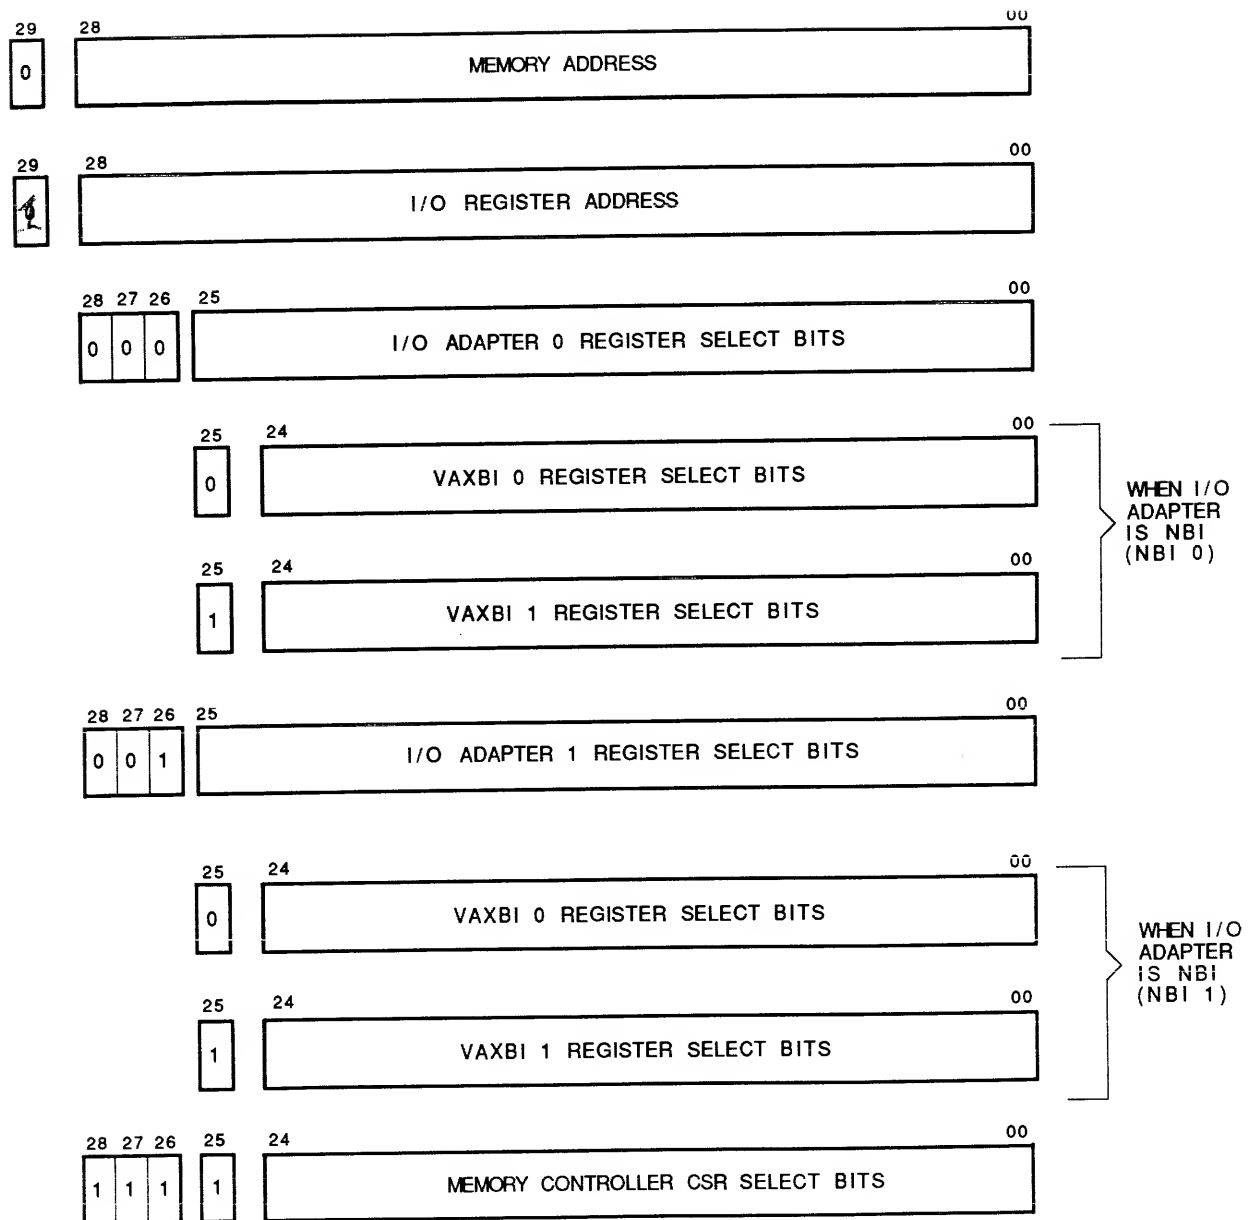 29 28 00
0 MEMORY ADDRESS
29 28 00
I/O REGISTER ADDRESS
28 27 26 25 00
0 0 0 I/O ADAPTER 0 REGISTER SELECT BITS
25 24 00
0 VAXBI 0 REGISTER SELECT BITS
25 24 00
1 VAXBI 1 REGISTER SELECT BITS
WHEN I/O
ADAPTER
IS NBI
(NBI 0)
28 27 26 25 00
0 0 1 I/O ADAPTER 1 REGISTER SELECT BITS
25 24 00
0 VAXBI 0 REGISTER SELECT BITS
25 24 00
1 VAXBI 1 REGISTER SELECT BITS
WHEN I/O
ADAPTER
IS NBI
(NBI 1)
28 27 26 25 24 00
1 1 1 1 MEMORY CONTROLLER CSR SELECT BITS